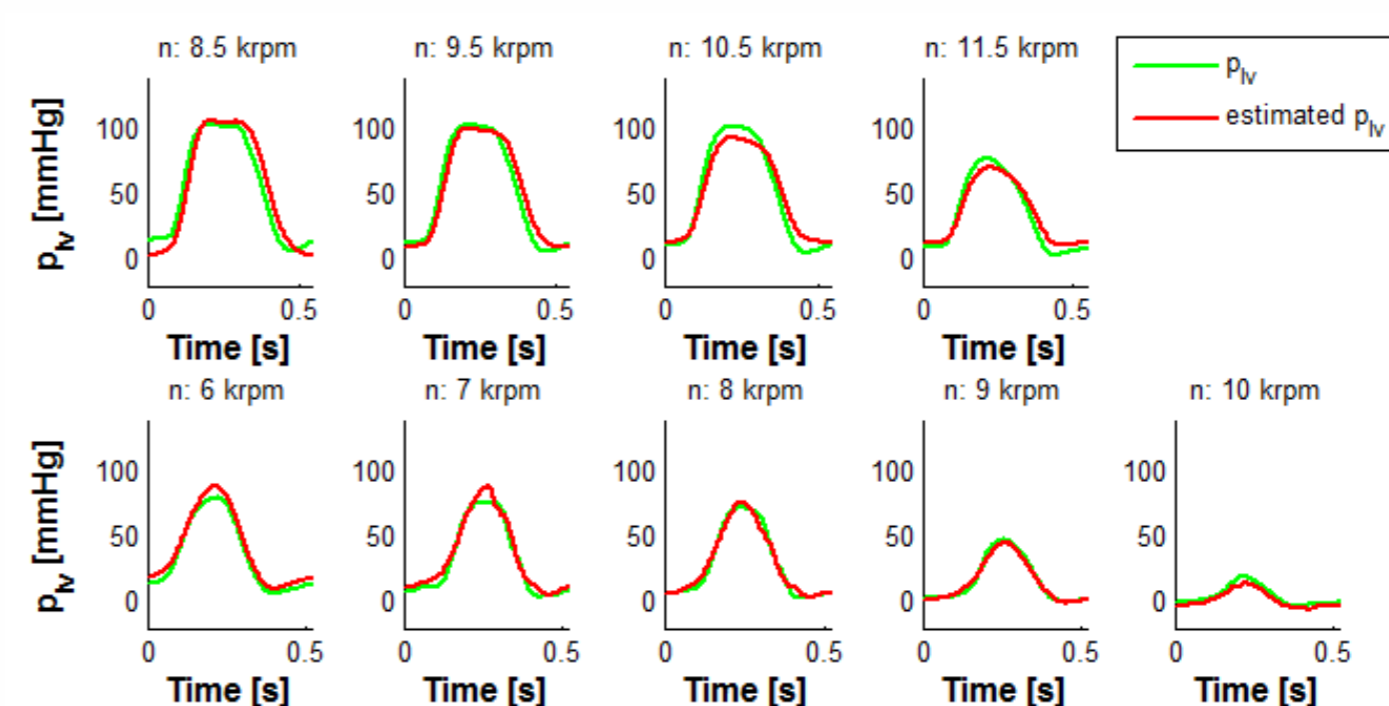 n: 8.5 krpm
n: 9.5 krpm
n: 10.5 krpm
n: 11.5 krpm
p_lv
estimated p_lv
p_lv [mmHg]
100
50
0
0
0.5
Time [s]
100
50
0
0
0.5
Time [s]
100
50
0
0
0.5
Time [s]
100
50
0
0
0.5
Time [s]
n: 6 krpm
n: 7 krpm
n: 8 krpm
n: 9 krpm
n: 10 krpm
p_lv [mmHg]
100
50
0
0
0.5
Time [s]
100
50
0
0
0.5
Time [s]
100
50
0
0
0.5
Time [s]
100
50
0
0
0.5
Time [s]
100
50
0
0
0.5
Time [s]